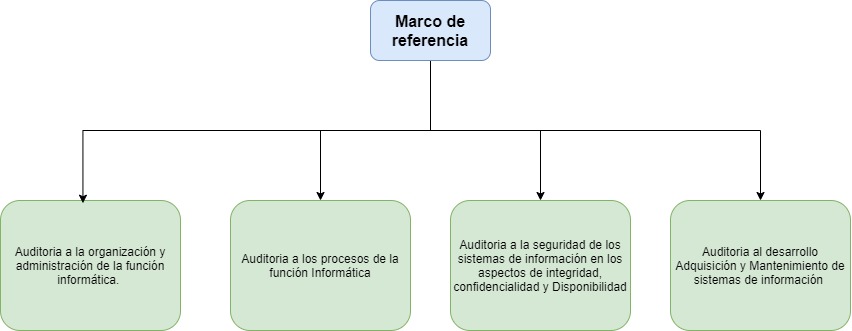 Marco de
referencia
Auditoria a la organización y
administración de la función
informática.
Auditoria a los procesos de la
función Informática
Auditoria a la seguridad de los
sistemas de información en los
aspectos de integridad,
confidencialidad y Disponibilidad
Auditoria al desarrollo
Adquisición y Mantenimiento de
sistemas de información